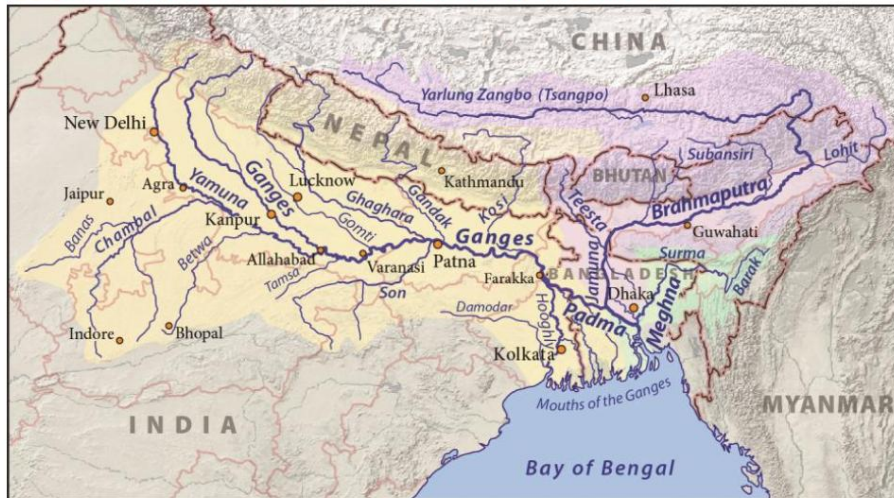 CHINA
Yarlung Zangbo (Tsangpo)
Lhasa
New Delhi
NEPAL
Subansiri
Lohit
Jaipur
Agra
Yamuna
Ganges
Lucknow
Ghaghara
Gandak
Kathmandu
Kosi
BHUTAN
Teesta
Brahmaputra
Banas
Chambal
Kanpur
Gomti
Guwahati
Betwa
Allahabad
Varanasi
Patna
Ganges
Jamuna
Surma
Barak
Tamsa
Son
Farakka
BANGLADESH
Indore
Bhopal
Damodar
Hooghly
Padma
Dhaka
Meghna
Kolkata
Mouths of the Ganges
INDIA
MYANMAR
Bay of Bengal